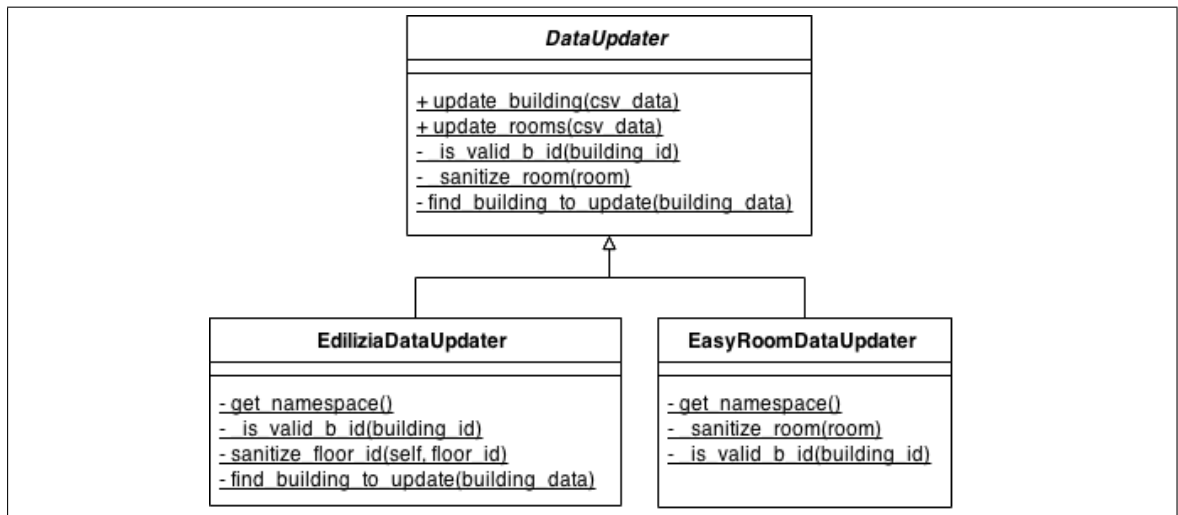 DataUpdater
+ update_building(csv_data)
+ update_rooms(csv_data)
- _is_valid_b_id(building_id)
- _sanitize_room(room)
- find_building_to_update(building_data)
EdiliziaDataUpdater
- get_namespace()
- _is_valid_b_id(building_id)
- sanitize_floor_id(self, floor_id)
- find_building_to_update(building_data)
EasyRoomDataUpdater
- get_namespace()
- _sanitize_room(room)
- _is_valid_b_id(building_id)